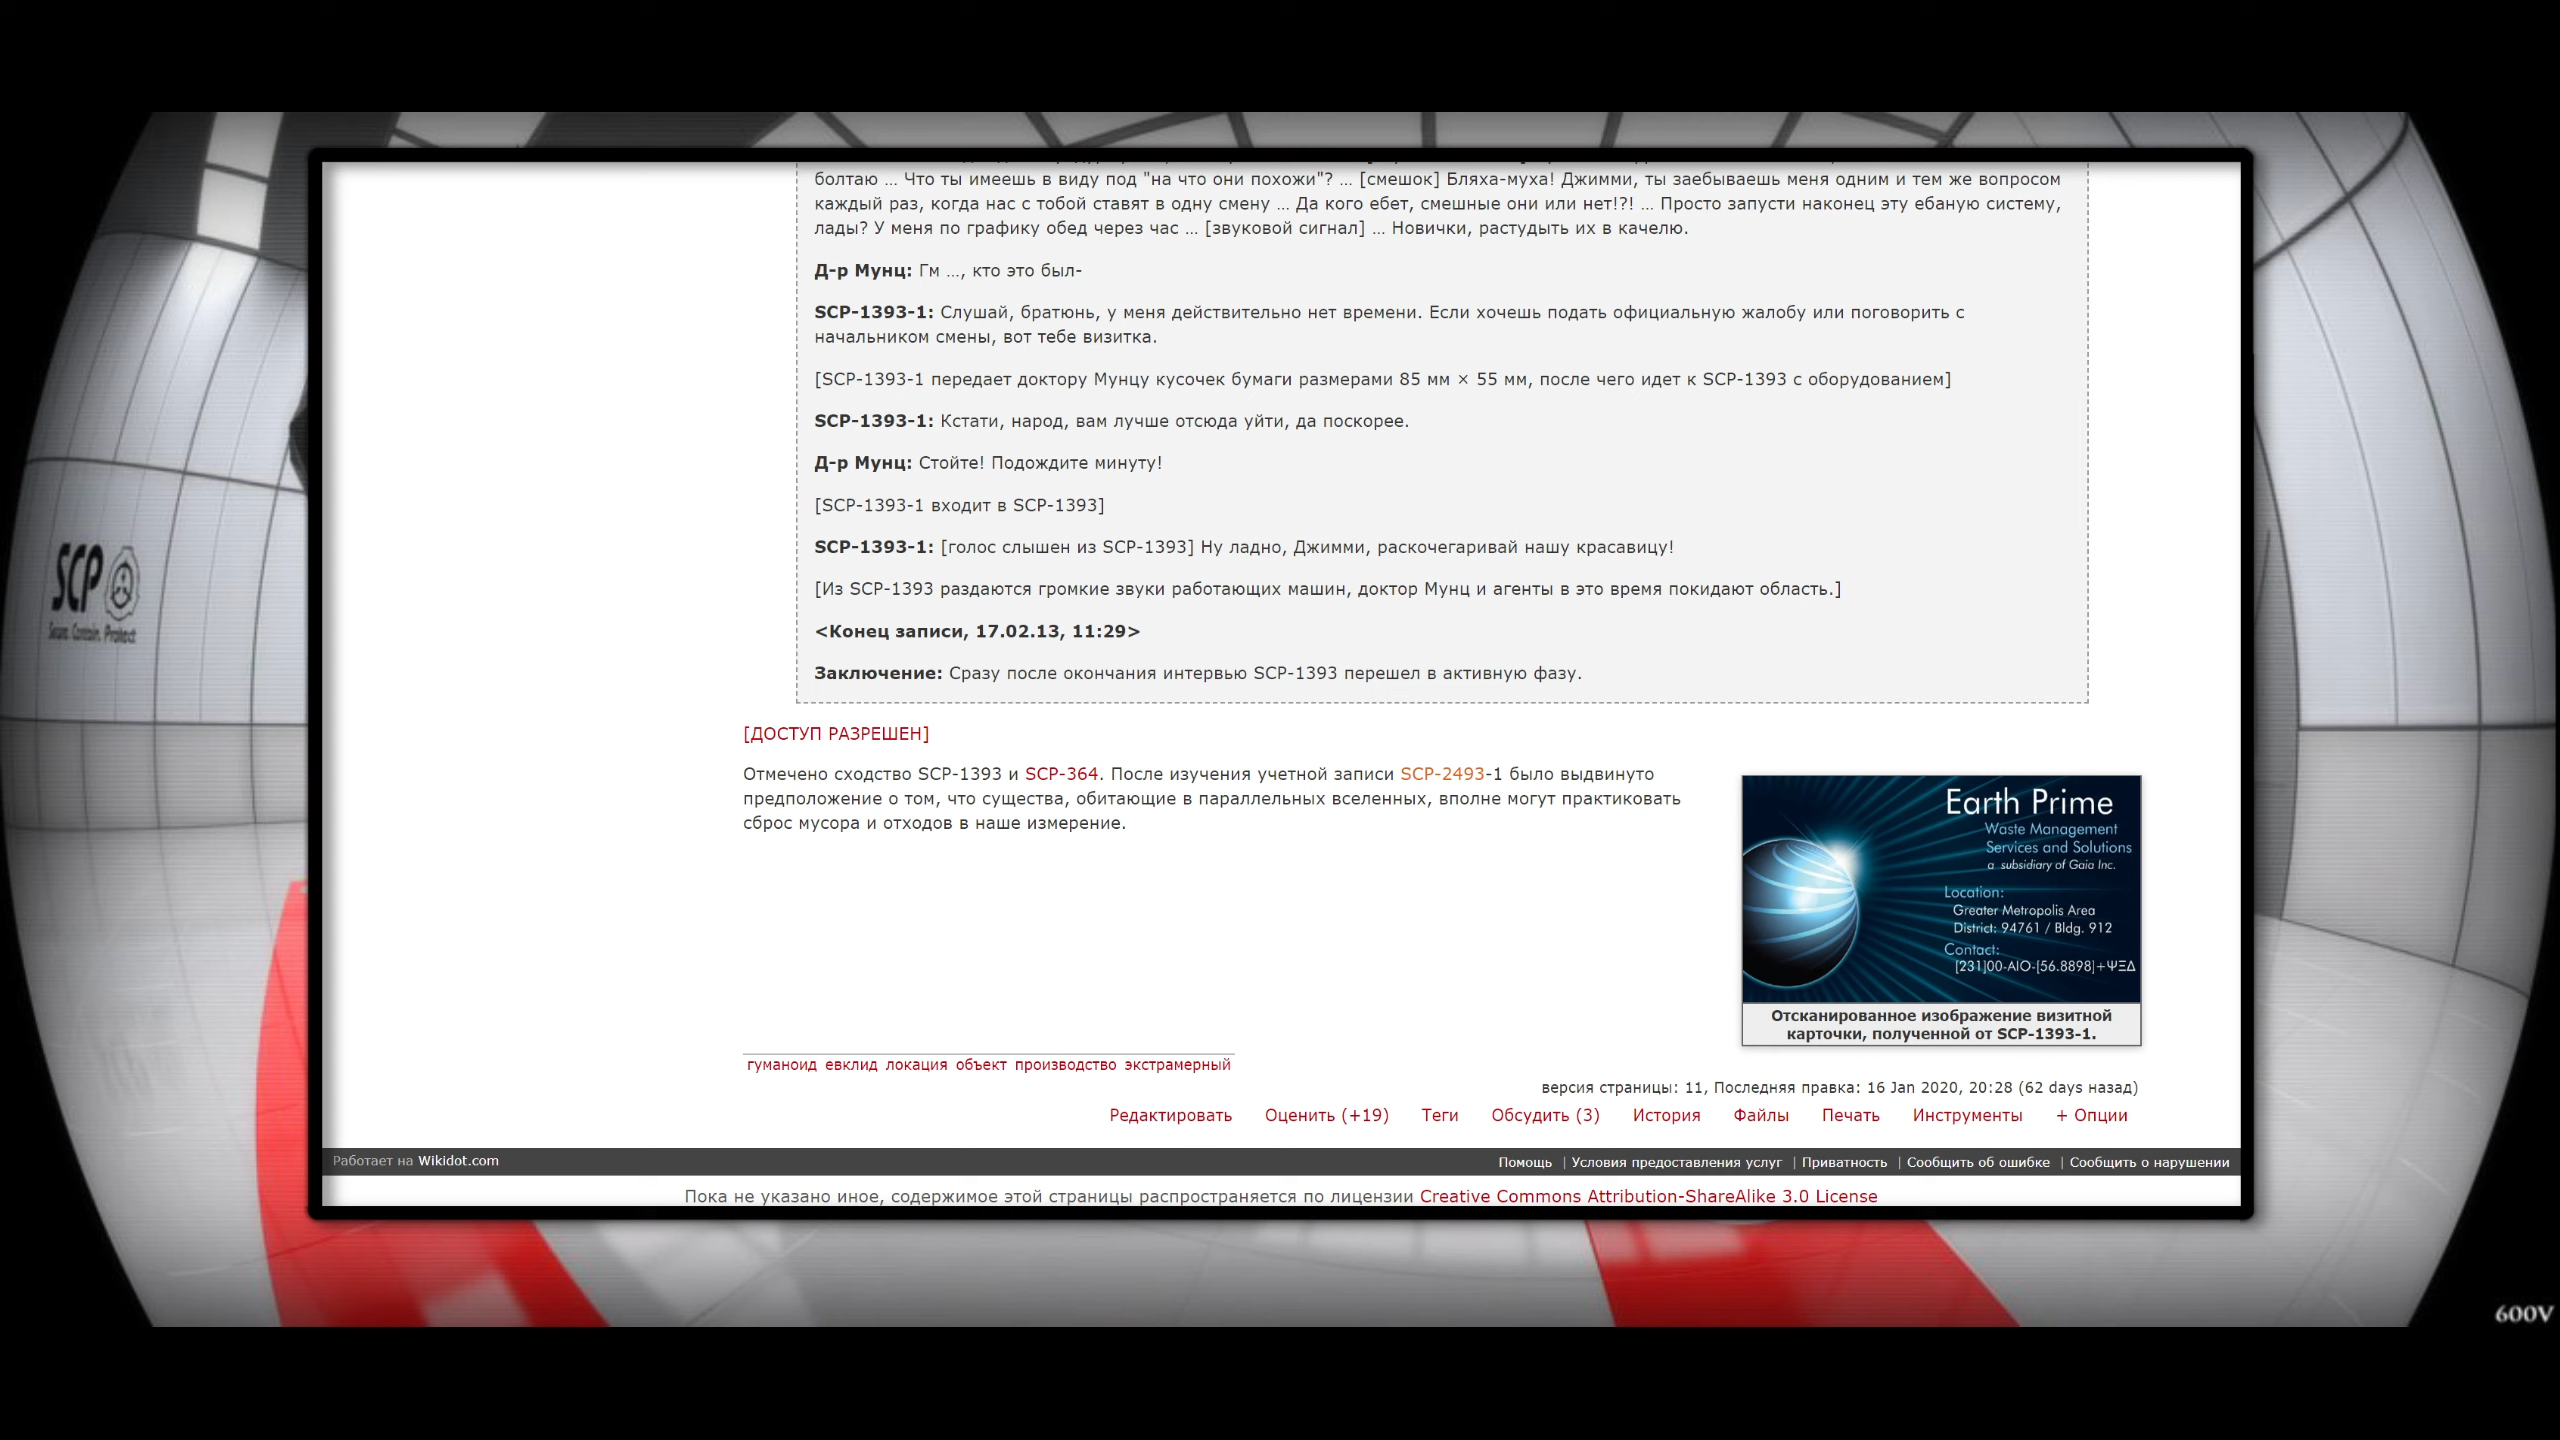 болтаю ... Что ты имеешь в виду под "на что они похожи"? ... [смешок] Бляха-муха! Джимми, ты заебываешь меня одним и тем же вопросом
каждый раз, когда нас с тобой ставят в одну смену ... Да кого ебет, смешные они или нет!?! ... Просто запусти наконец эту ебаную систему,
лады? У меня по графику обед через час ... [звуковой сигнал] ... Новички, растудыть их в качелю.
Д-р Мунц: Гм ..., кто это был-
SCP-1393-1: Слушай, братюнь, у меня действительно нет времени. Если хочешь подать официальную жалобу или поговорить с
начальником смены, вот тебе визитка.
[SCP-1393-1 передает доктору Мунцу кусочек бумаги размерами 85 мм × 55 мм, после чего идет к SCP-1393 с оборудованием]
SCP-1393-1: Кстати, народ, вам лучше отсюда уйти, да поскорее.
Д-р Мунц: Стойте! Подождите минуту!
[SCP-1393-1 входит в SCP-1393]
SCP-1393-1: [голос слышен из SCP-1393] Ну ладно, Джимми, раскочегаривай нашу красавицу!
[Из SCP-1393 раздаются громкие звуки работающих машин, доктор Мунц и агенты в это время покидают область.]
<Конец записи, 17.02.13, 11:29>
Заключение: Сразу после окончания интервью SCP-1393 перешел в активную фазу.
[ДОСТУП РАЗРЕШЕН]
Отмечено сходство SCP-1393 и SCP-364. После изучения учетной записи SCP-2493-1 было выдвинуто
предположение о том, что существа, обитающие в параллельных вселенных, вполне могут практиковать
сброс мусора и отходов в наше измерение.
Earth Prime
Waste Management
Services and Solutions
a subsidiary of Gaia Inc.
Location:
Greater Metropolis Area
District: 94761 / Bldg. 912
Contact:
[231]00-AIO-[56.8898]+ΨΞΔ
Отсканированное изображение визитной
карточки, полученной от SCP-1393-1.
гуманоид евклид локация объект производство экстрамерный
версия страницы: 11, Последняя правка: 16 Jan 2020, 20:28 (62 days назад)
Редактировать Оценить (+19) Теги Обсудить (3) История Файлы Печать Инструменты + Опции
Работает на Wikidot.com
Помощь | Условия предоставления услуг | Приватность | Сообщить об ошибке | Сообщить о нарушении
Пока не указано иное, содержимое этой страницы распространяется по лицензии Creative Commons Attribution-ShareAlike 3.0 License
SCP
Secure. Contain. Protect
600V